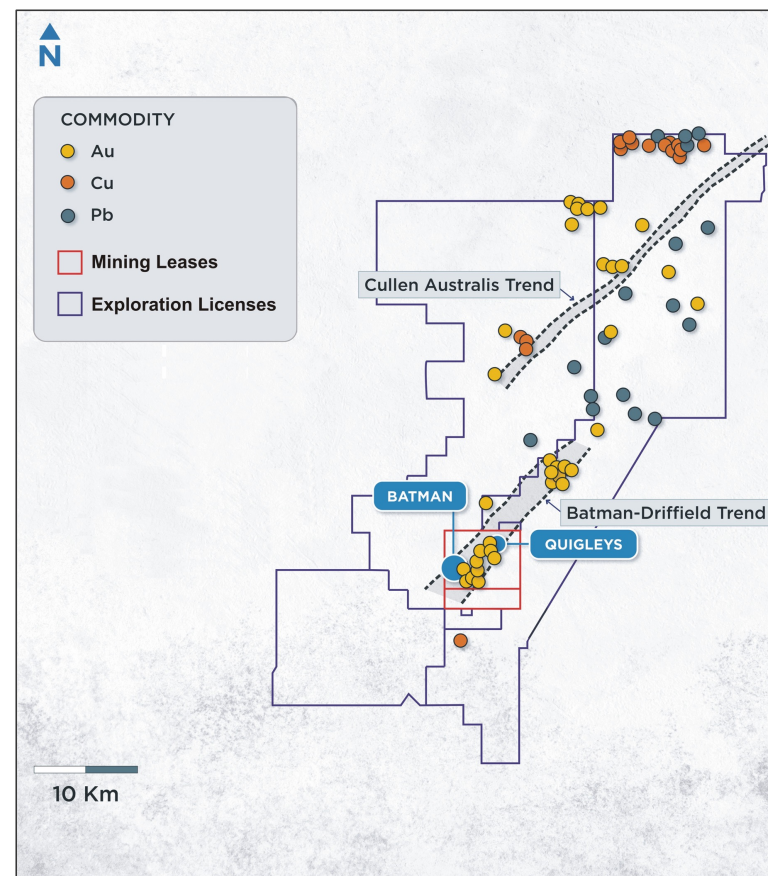 N
COMMODITY
Au
Cu
Pb
Mining Leases
Exploration Licenses
Cullen Australis Trend
BATMAN
Batman-Driffield Trend
QUIGLEYS
10 Km